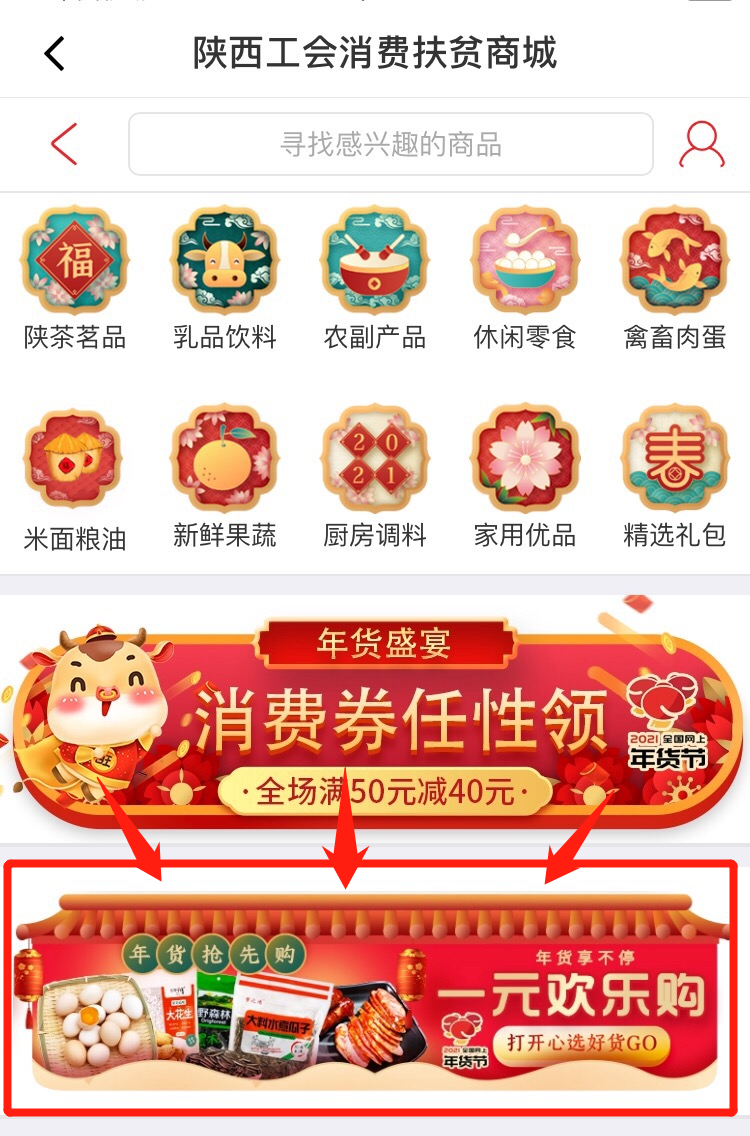 陕西工会消费扶贫商城
寻找感兴趣的商品
福
陕茶茗品
乳品饮料
农副产品
休闲零食
禽畜肉蛋
20
21
春
米面粮油
新鲜果蔬
厨房调料
家用优品
精选礼包
年货盛宴
消费券任性领
旺
2021全国网上
年货节
·全场满50元减40元·
年货抢先购
年货享不停
一元欢乐购
打开心选好货GO
2021全国网上
年货节
大花生
野森林
大料水煮瓜子